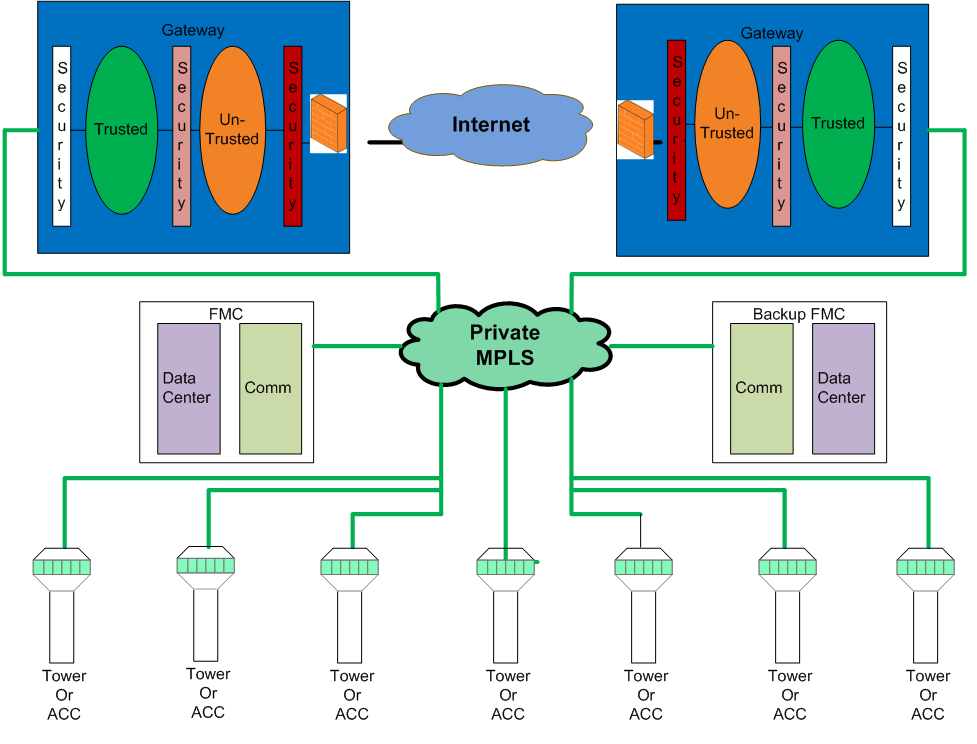 Gateway
Security
Trusted
Security
Un-
Trusted
Security
Internet
Gateway
Security
Un-
Trusted
Security
Trusted
Security
FMC
Data
Center
Comm
Private
MPLS
Backup FMC
Comm
Data
Center
Tower
Or
ACC
Tower
Or
ACC
Tower
Or
ACC
Tower
Or
ACC
Tower
Or
ACC
Tower
Or
ACC
Tower
Or
ACC